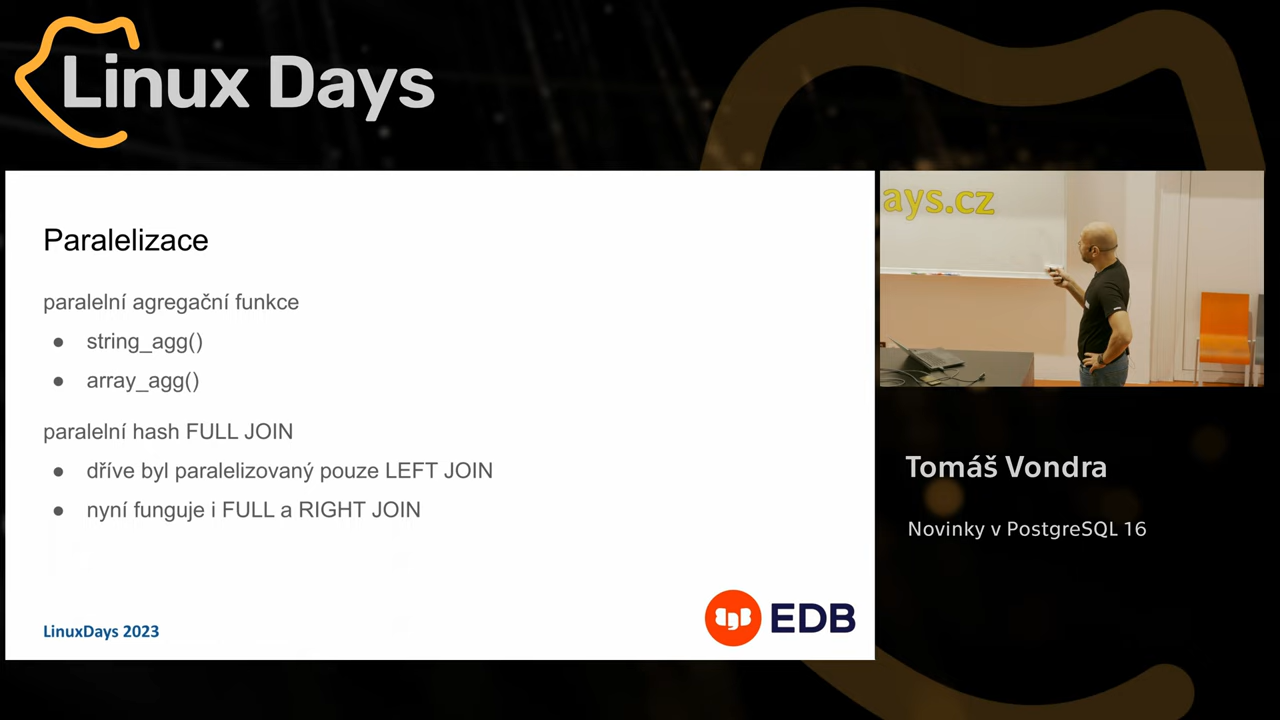 Linux Days
Paralelizace
paralelní agregační funkce
● string_agg()
● array_agg()
paralelní hash FULL JOIN
● dříve byl paralelizovaný pouze LEFT JOIN
● nyní funguje i FULL a RIGHT JOIN
LinuxDays 2023
EDB
ays.cz
Tomáš Vondra
Novinky v PostgreSQL 16